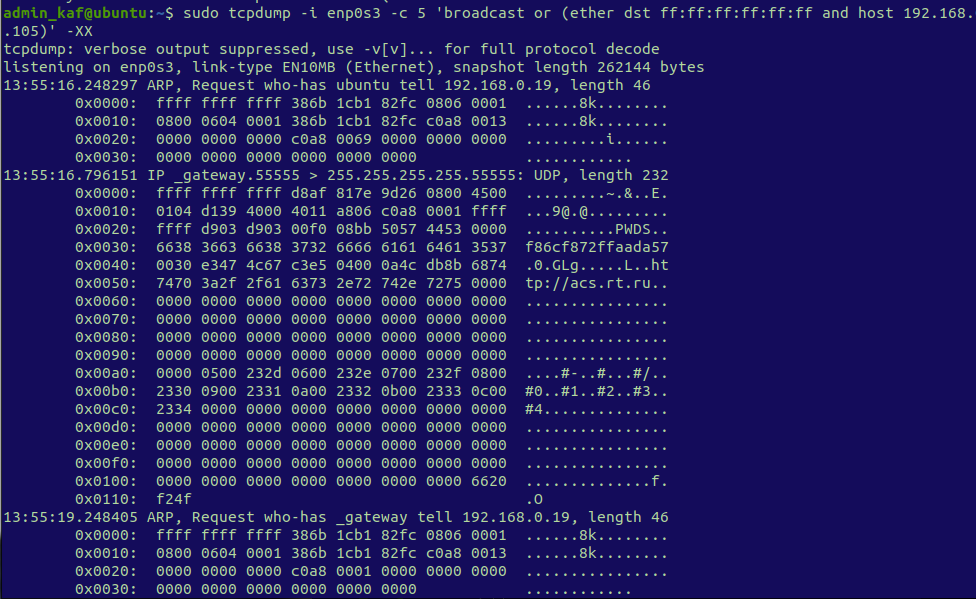 admin_kaf@ubuntu:~$ sudo tcpdump -i enp0s3 -c 5 'broadcast or (ether dst ff:ff:ff:ff:ff:ff and host 192.168.
.105)' -XX
tcpdump: verbose output suppressed, use -v[v]... for full protocol decode
listening on enp0s3, link-type EN10MB (Ethernet), snapshot length 262144 bytes
13:55:16.248297 ARP, Request who-has ubuntu tell 192.168.0.19, length 46
0x0000:  ffff ffff ffff 386b 1cb1 82fc 0806 0001  ......8k........
0x0010:  0800 0604 0001 386b 1cb1 82fc c0a8 0013  ......8k........
0x0020:  0000 0000 0000 c0a8 0069 0000 0000 0000  .........i......
0x0030:  0000 0000 0000 0000 0000 0000            ............
13:55:16.796151 IP _gateway.55555 > 255.255.255.255.55555: UDP, length 232
0x0000:  ffff ffff ffff d8af 817e 9d26 0800 4500  .........~.&..E.
0x0010:  0104 d139 4000 4011 a806 c0a8 0001 ffff  ...9@.@.........
0x0020:  ffff d903 d903 00f0 08bb 5057 4453 0000  ..........PWDS..
0x0030:  6638 3663 6638 3732 6666 6161 6461 3537  f86cf872ffaada57
0x0040:  0030 e347 4c67 c3e5 0400 0a4c db8b 6874  .0.GLg.....L..ht
0x0050:  7470 3a2f 2f61 6373 2e72 742e 7275 0000  tp://acs.rt.ru..
0x0060:  0000 0000 0000 0000 0000 0000 0000 0000  ................
0x0070:  0000 0000 0000 0000 0000 0000 0000 0000  ................
0x0080:  0000 0000 0000 0000 0000 0000 0000 0000  ................
0x0090:  0000 0000 0000 0000 0000 0000 0000 0000  ................
0x00a0:  0000 0500 232d 0600 232e 0700 232f 0800  ....#-..#...#/..
0x00b0:  2330 0900 2331 0a00 2332 0b00 2333 0c00  #0..#1..#2..#3..
0x00c0:  2334 0000 0000 0000 0000 0000 0000 0000  #4..............
0x00d0:  0000 0000 0000 0000 0000 0000 0000 0000  ................
0x00e0:  0000 0000 0000 0000 0000 0000 0000 0000  ................
0x00f0:  0000 0000 0000 0000 0000 0000 0000 0000  ................
0x0100:  0000 0000 0000 0000 0000 0000 0000 6620  ..............f.
0x0110:  f24f                                     .O
13:55:19.248405 ARP, Request who-has _gateway tell 192.168.0.19, length 46
0x0000:  ffff ffff ffff 386b 1cb1 82fc 0806 0001  ......8k........
0x0010:  0800 0604 0001 386b 1cb1 82fc c0a8 0013  ......8k........
0x0020:  0000 0000 0000 c0a8 0001 0000 0000 0000  ................
0x0030:  0000 0000 0000 0000 0000 0000            ............